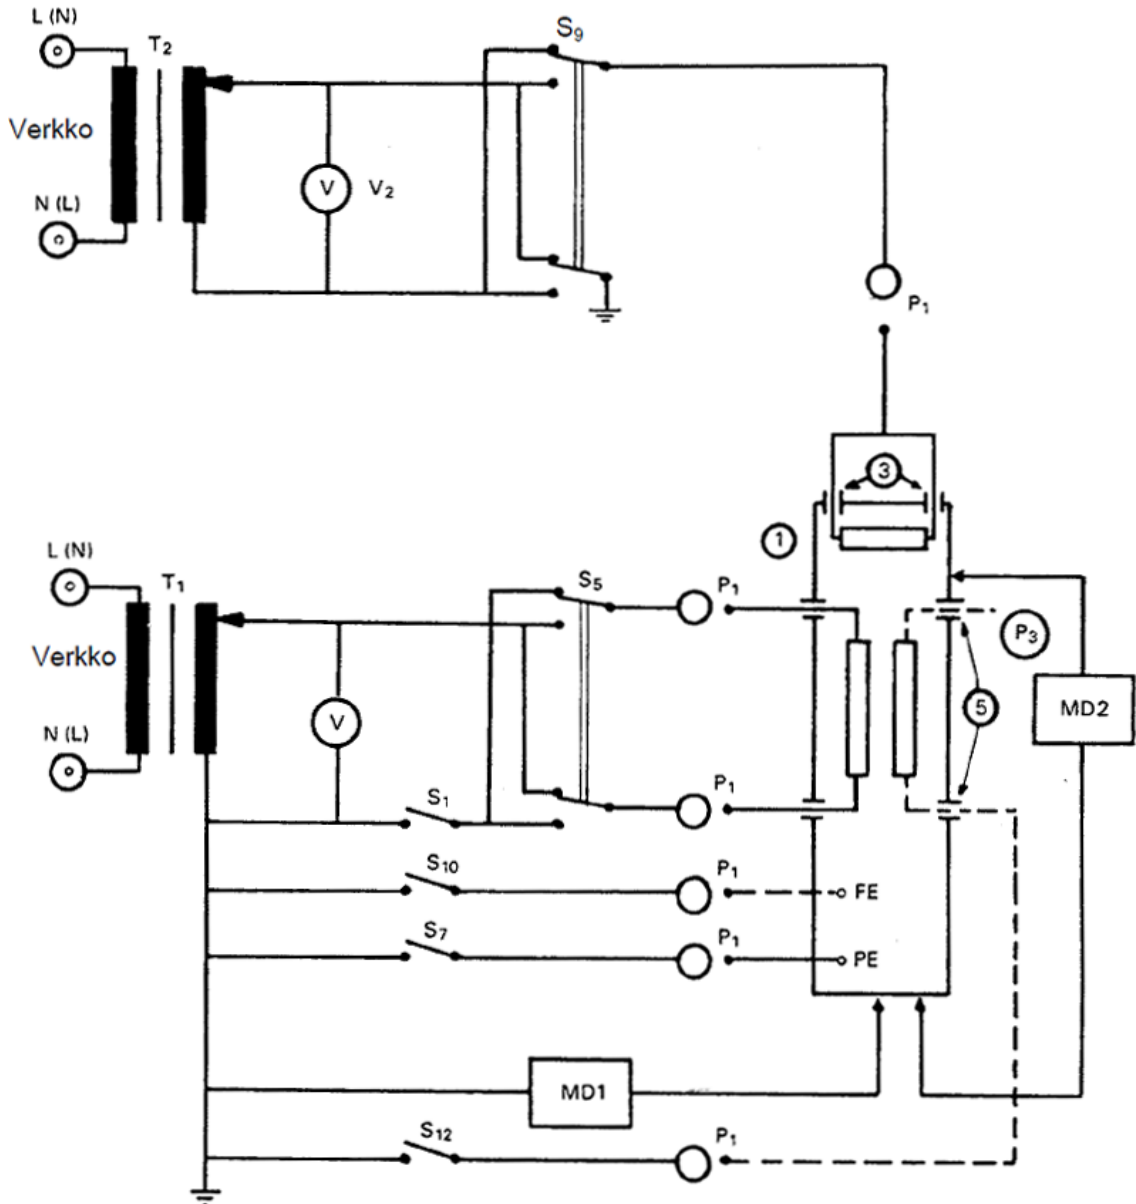 L (N)
T2
S9
Verkko
V
V2
N (L)
P1
3
1
L (N)
T1
S5
P1
P3
Verkko
V
5
MD2
N (L)
S1
P1
S10
P1
FE
S7
P1
PE
MD1
S12
P1